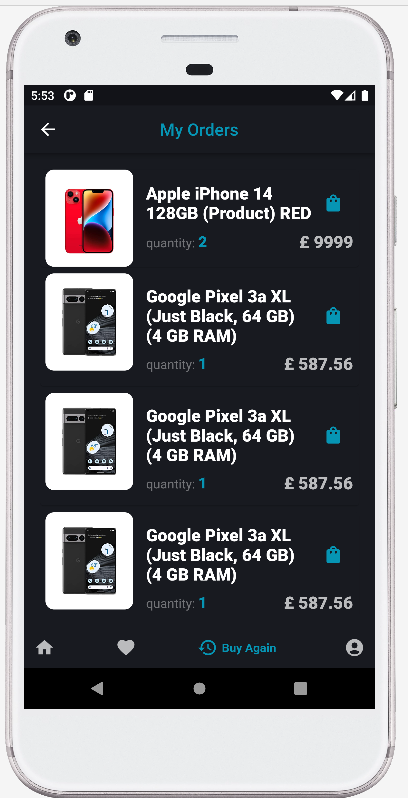 5:53
My Orders
Apple iPhone 14
128GB (Product) RED
quantity: 2
£ 9999
Google Pixel 3a XL
(Just Black, 64 GB)
(4 GB RAM)
quantity: 1
£ 587.56
Google Pixel 3a XL
(Just Black, 64 GB)
(4 GB RAM)
quantity: 1
£ 587.56
Google Pixel 3a XL
(Just Black, 64 GB)
(4 GB RAM)
quantity: 1
£ 587.56
Buy Again